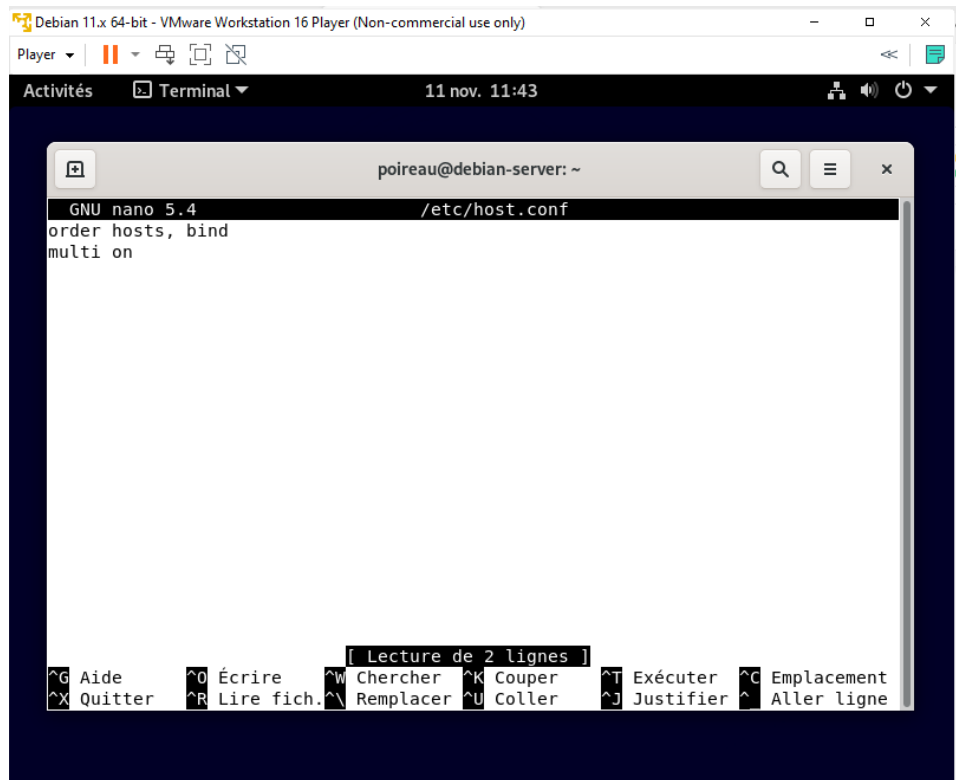 Debian 11.x 64-bit - VMware Workstation 16 Player (Non-commercial use only)
Player
Activités Terminal 11 nov. 11:43
poireau@debian-server: ~
GNU nano 5.4 /etc/host.conf
order hosts, bind
multi on
[ Lecture de 2 lignes ]
^G Aide ^O Écrire ^W Chercher ^K Couper ^T Exécuter ^C Emplacement
^X Quitter ^R Lire fich. ^\ Remplacer ^U Coller ^J Justifier ^_ Aller ligne